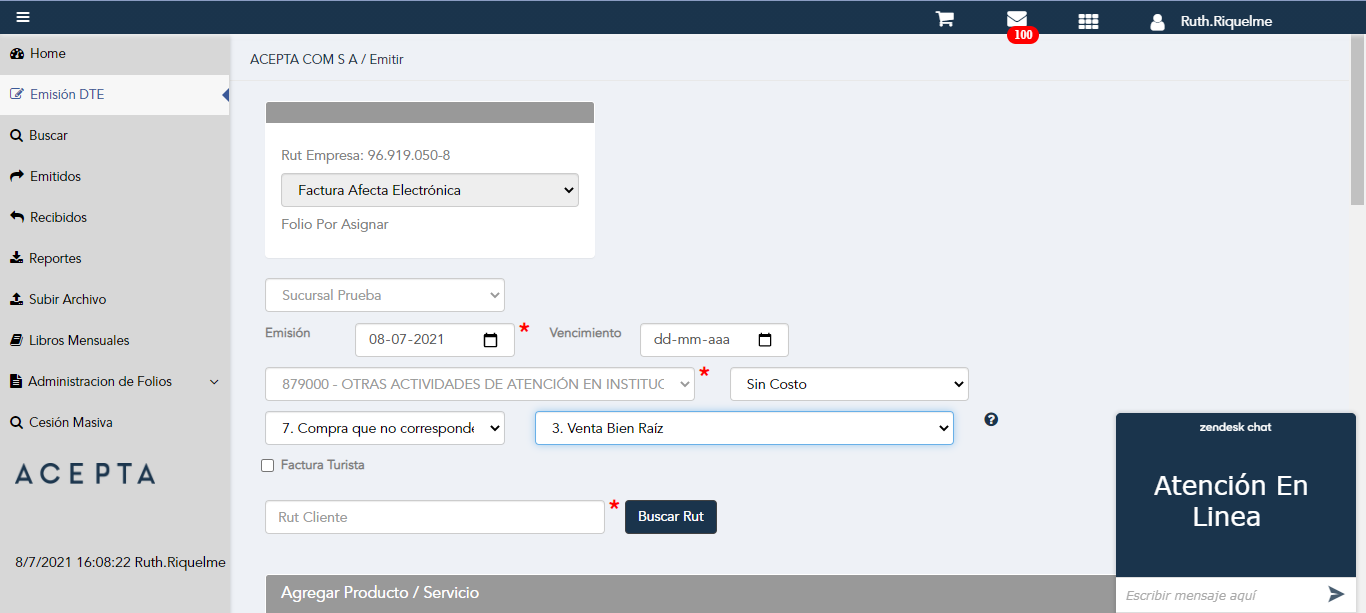 100
Ruth.Riquelme
Home
Emisión DTE
Buscar
Emitidos
Recibidos
Reportes
Subir Archivo
Libros Mensuales
Administracion de Folios
Cesión Masiva
ACEPTA
8/7/2021 16:08:22 Ruth.Riquelme
ACEPTA COM S A / Emitir
Rut Empresa: 96.919.050-8
Factura Afecta Electrónica
Folio Por Asignar
Sucursal Prueba
Emisión 08-07-2021 * Vencimiento dd-mm-aaa
879000 - OTRAS ACTIVIDADES DE ATENCIÓN EN INSTITUC * Sin Costo
7. Compra que no corresponde 3. Venta Bien Raíz ?
Factura Turista
Rut Cliente * Buscar Rut
Agregar Producto / Servicio
zendesk chat
Atención En
Linea
Escribir mensaje aquí